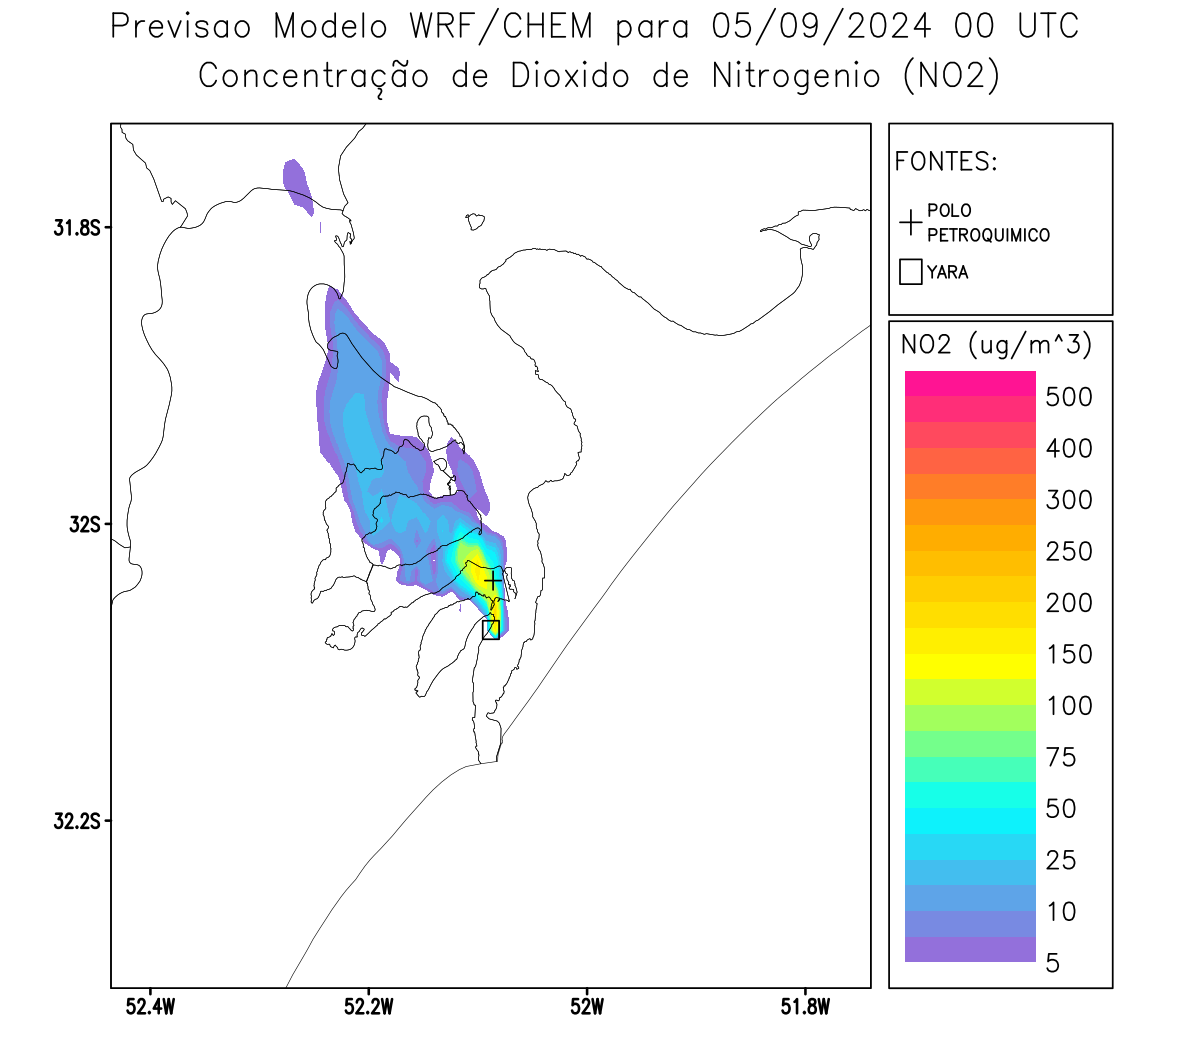 Previsao Modelo WRF/CHEM para 05/09/2024 00 UTC
Concentração de Dioxido de Nitrogenio (NO2)
FONTES:
POLO
PETROQUIMICO
YARA
NO2 (ug/m^3)
500
400
300
250
200
150
100
75
50
25
10
5
31.8S
32S
32.2S
52.4W
52.2W
52W
51.8W